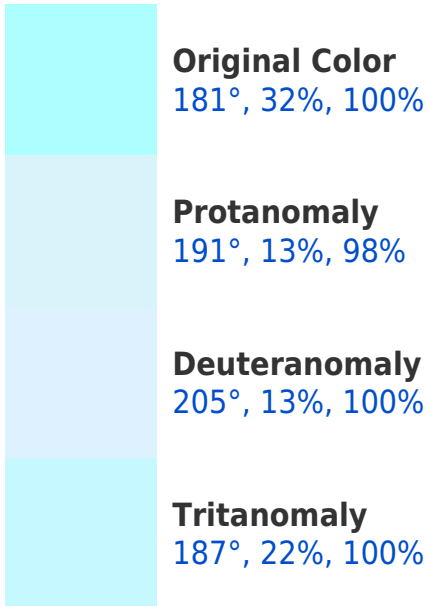 Original Color
181°, 32%, 100%
Protanomaly
191°, 13%, 98%
Deuteranomaly
205°, 13%, 100%
Tritanomaly
187°, 22%, 100%